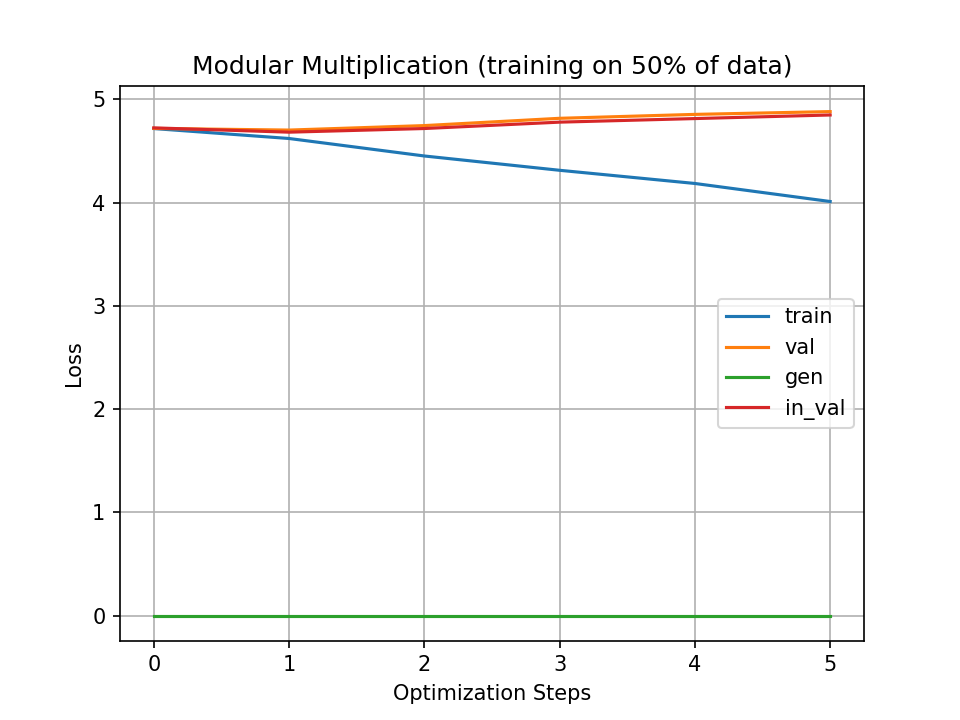 Modular Multiplication (training on 50% of data)
5
4
3
2
1
0
Loss
train
val
gen
in_val
0 1 2 3 4 5
Optimization Steps